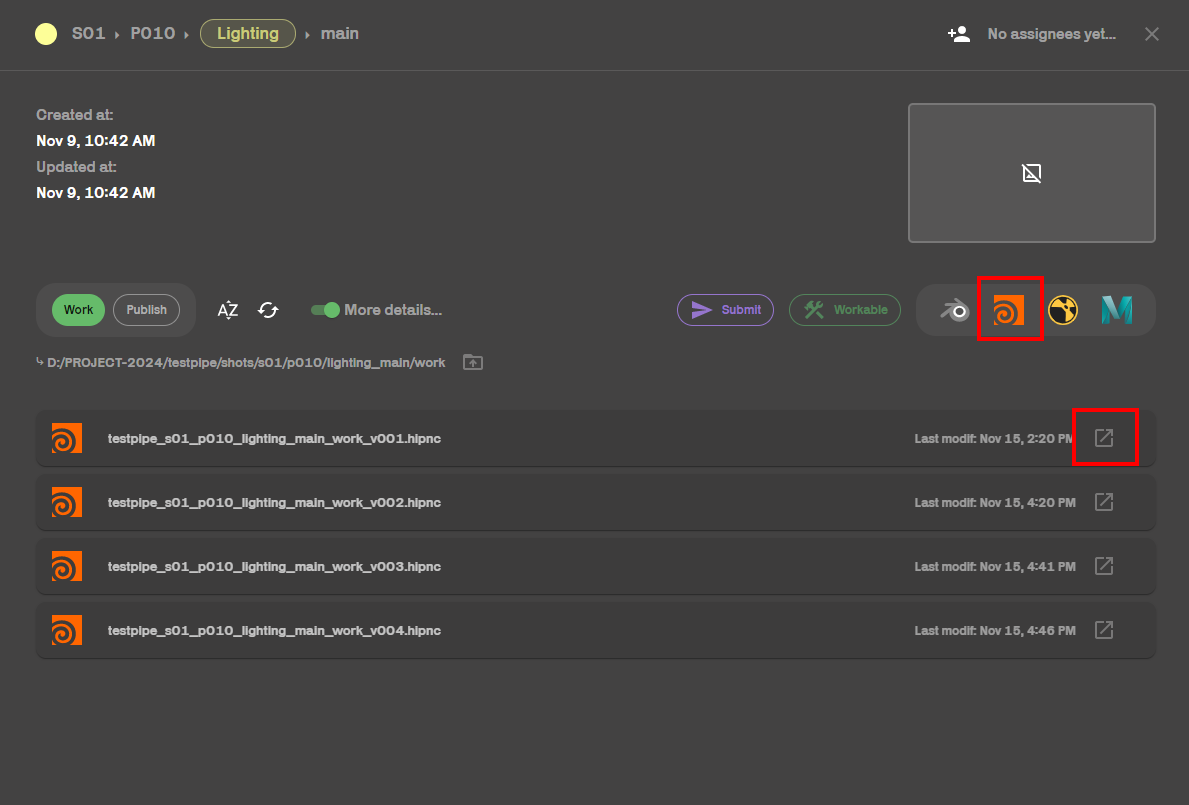 S01 › P010 › Lighting › main
No assignees yet...
Created at:
Nov 9, 10:42 AM
Updated at:
Nov 9, 10:42 AM
Work
Publish
AZ
More details...
Submit
Workable
D:/PROJECT-2024/testpipe/shots/s01/p010/lighting_main/work
testpipe_s01_p010_lighting_main_work_v001.hipnc
Last modif: Nov 15, 2:20 PM
testpipe_s01_p010_lighting_main_work_v002.hipnc
Last modif: Nov 15, 4:20 PM
testpipe_s01_p010_lighting_main_work_v003.hipnc
Last modif: Nov 15, 4:41 PM
testpipe_s01_p010_lighting_main_work_v004.hipnc
Last modif: Nov 15, 4:46 PM